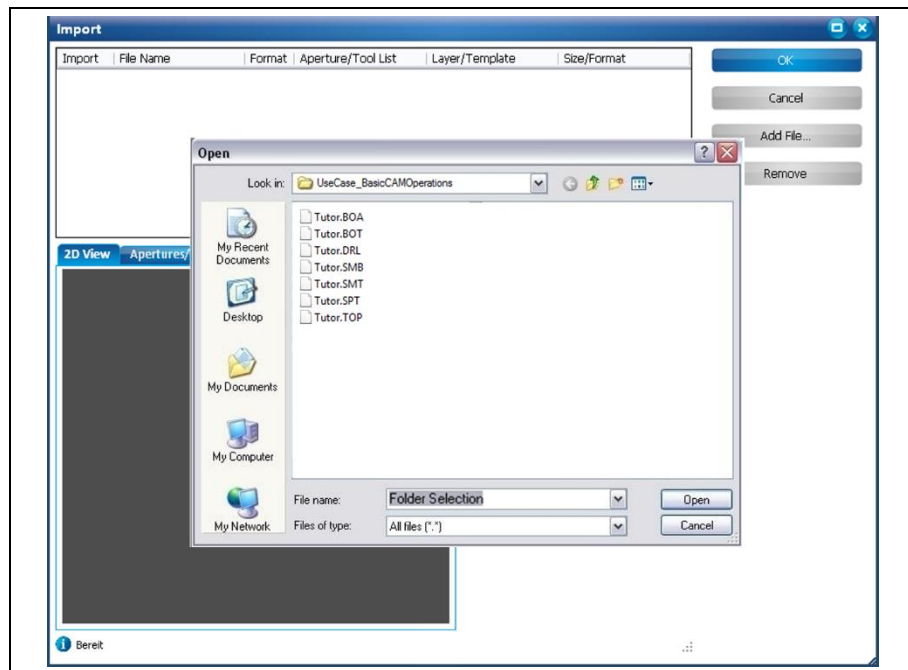 Import
Import File Name Format Aperture/Tool List Layer/Template Size/Format
OK
Cancel
Add File...
Remove
Open
Look in: UseCase_BasicCAMOperations
My Recent Documents
Desktop
My Documents
My Computer
My Network
Tutor.BOA
Tutor.BOT
Tutor.DRL
Tutor.SMB
Tutor.SMT
Tutor.SPT
Tutor.TOP
File name: Folder Selection Open
Files of type: All files (*.*) Cancel
2D View Apertures/
Bereit